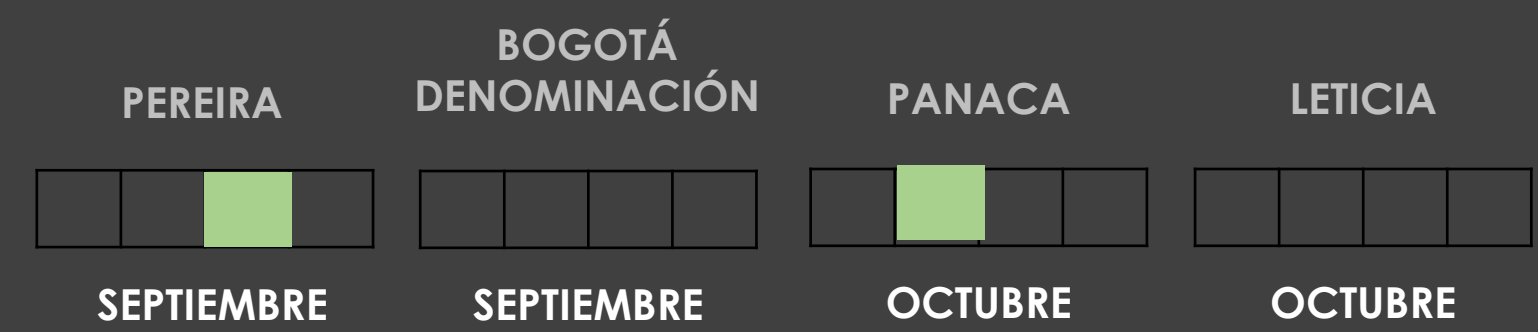 PEREIRA
BOGOTÁ
DENOMINACIÓN
PANACA
LETICIA
SEPTIEMBRE
SEPTIEMBRE
OCTUBRE
OCTUBRE